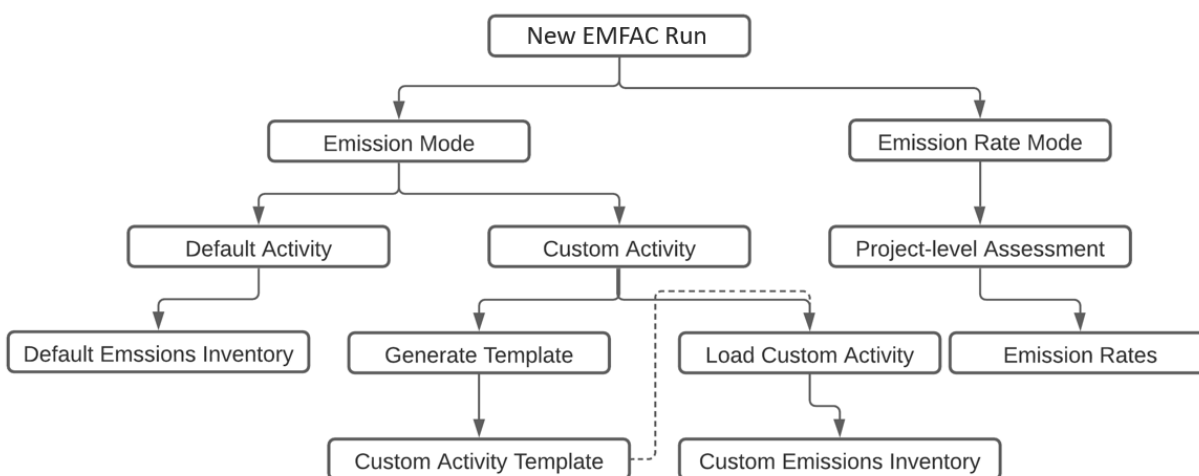 New EMFAC Run
Emission Mode
Emission Rate Mode
Default Activity
Custom Activity
Project-level Assessment
Default Emssions Inventory
Generate Template
Load Custom Activity
Emission Rates
Custom Activity Template
Custom Emissions Inventory